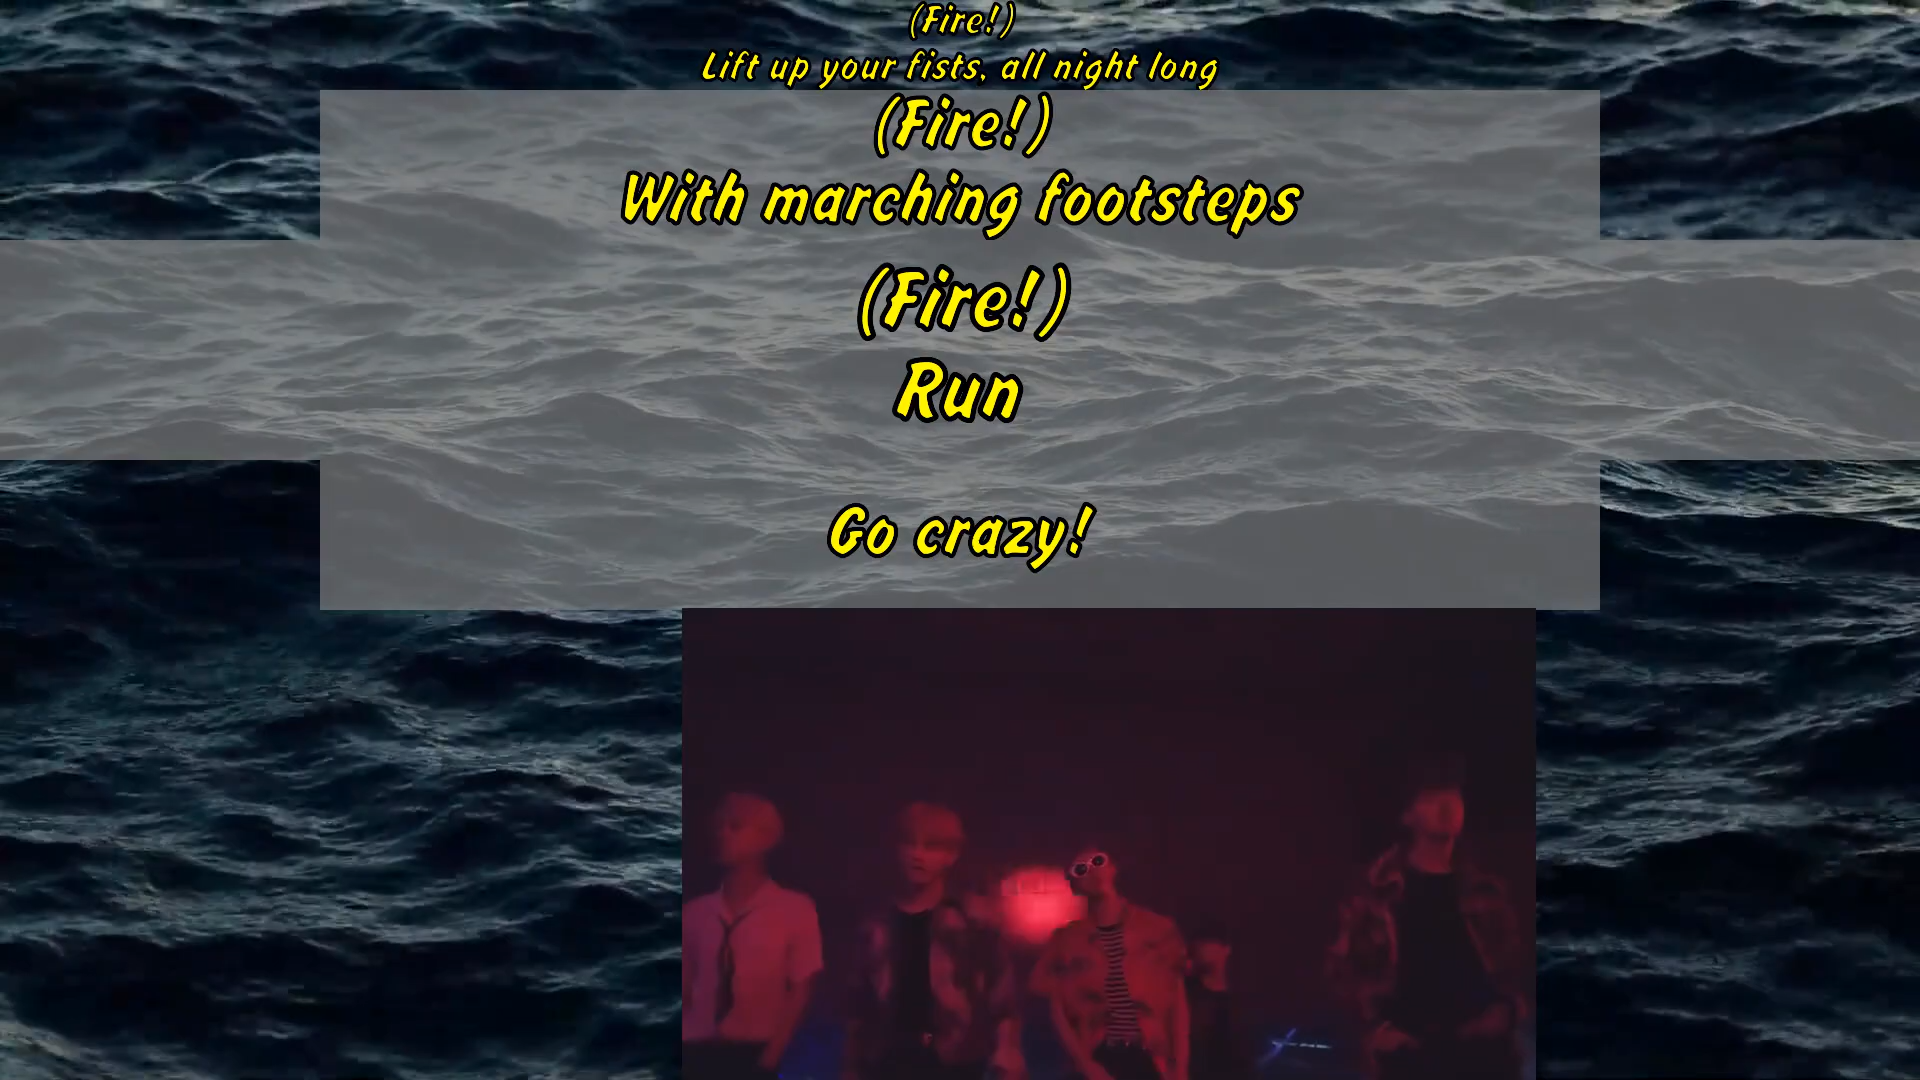 (Fire!)
Lift up your fists, all night long
(Fire!)
With marching footsteps
(Fire!)
Run
Go crazy!